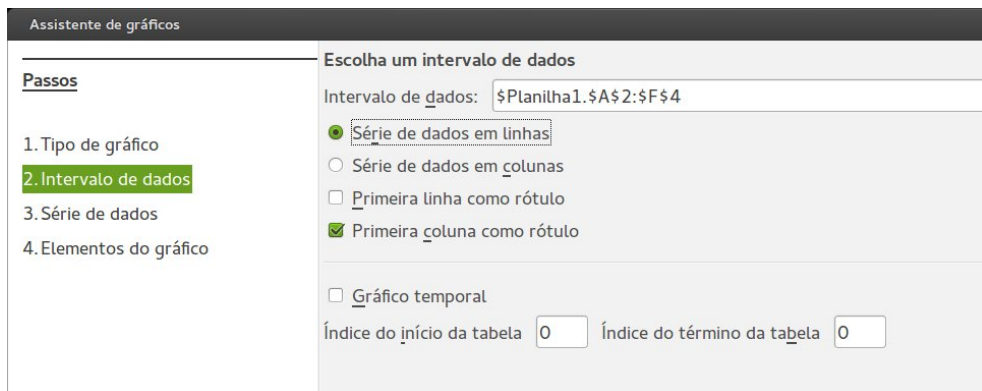 Assistente de gráficos
Passos
1. Tipo de gráfico
2. Intervalo de dados
3. Série de dados
4. Elementos do gráfico
Escolha um intervalo de dados
Intervalo de dados: $Planilha1.$A$2:$F$4
Série de dados em linhas
Série de dados em colunas
Primeira linha como rótulo
Primeira coluna como rótulo
Gráfico temporal
Índice do início da tabela 0 Índice do término da tabela 0